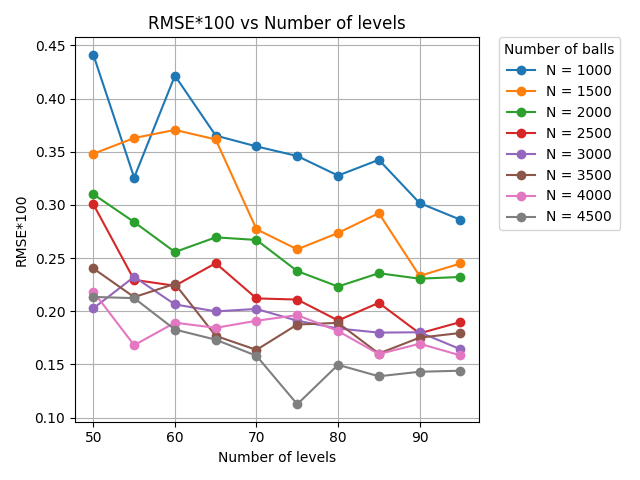 RMSE*100 vs Number of levels
0.45
0.40
0.35
0.30
0.25
0.20
0.15
0.10
RMSE*100
50 60 70 80 90
Number of levels
Number of balls
N = 1000
N = 1500
N = 2000
N = 2500
N = 3000
N = 3500
N = 4000
N = 4500